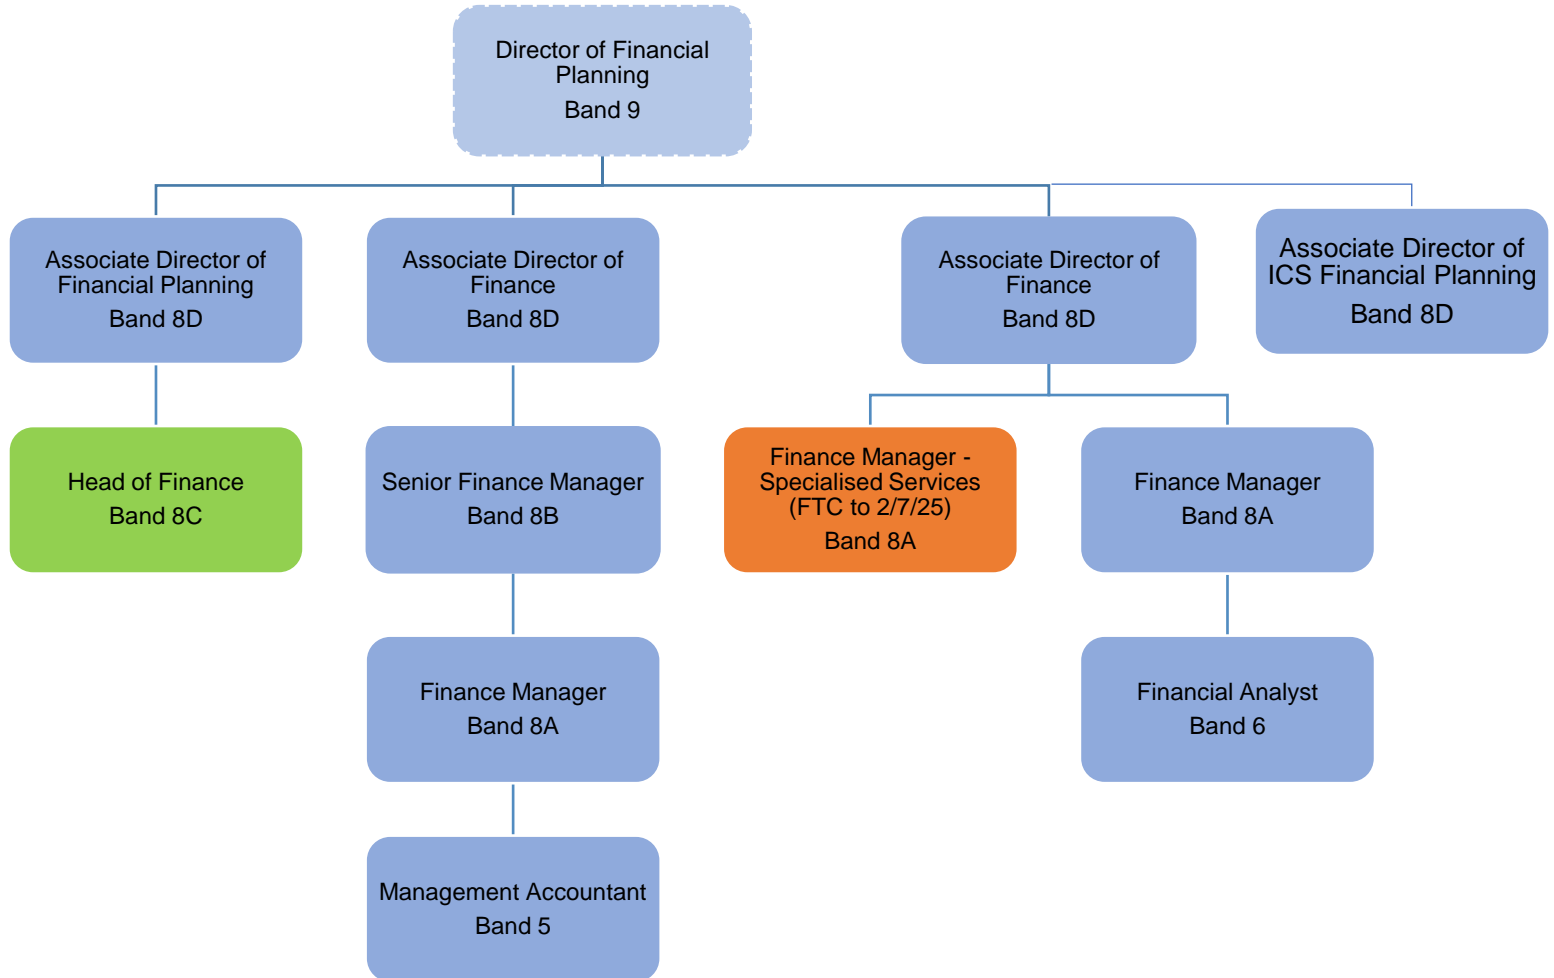 Director of Financial
Planning
Band 9
Associate Director of
Financial Planning
Band 8D
Associate Director of
Finance
Band 8D
Associate Director of
Finance
Band 8D
Associate Director of
ICS Financial Planning
Band 8D
Head of Finance
Band 8C
Senior Finance Manager
Band 8B
Finance Manager -
Specialised Services
(FTC to 2/7/25)
Band 8A
Finance Manager
Band 8A
Finance Manager
Band 8A
Financial Analyst
Band 6
Management Accountant
Band 5